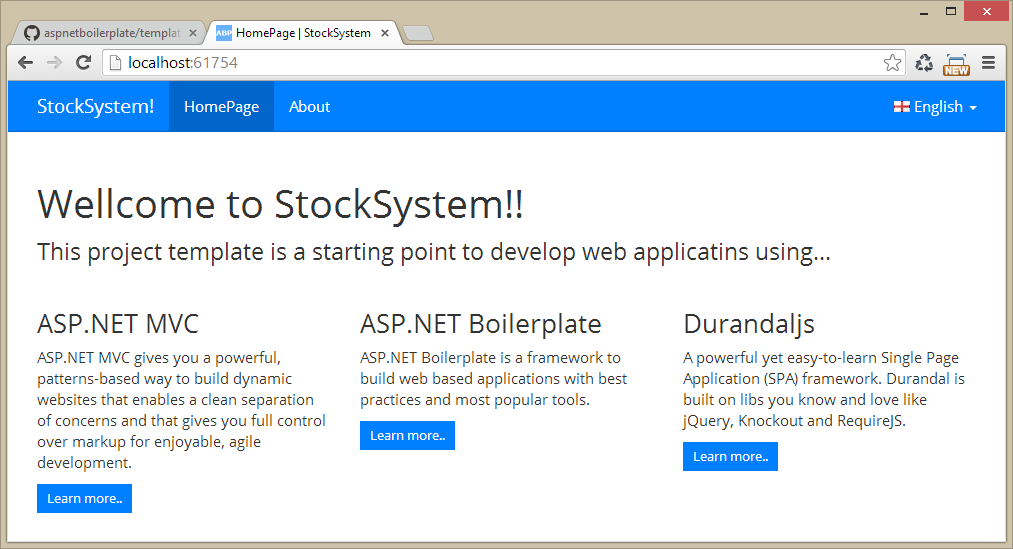 aspnetboilerplate/templat
ABP HomePage | StockSystem
localhost:61754
NEW
StockSystem! HomePage About English
Wellcome to StockSystem!!
This project template is a starting point to develop web applicatins using...
ASP.NET MVC
ASP.NET MVC gives you a powerful,
patterns-based way to build dynamic
websites that enables a clean separation
of concerns and that gives you full control
over markup for enjoyable, agile
development.
Learn more..
ASP.NET Boilerplate
ASP.NET Boilerplate is a framework to
build web based applications with best
practices and most popular tools.
Learn more..
Durandaljs
A powerful yet easy-to-learn Single Page
Application (SPA) framework. Durandal is
built on libs you know and love like
jQuery, Knockout and RequireJS.
Learn more..